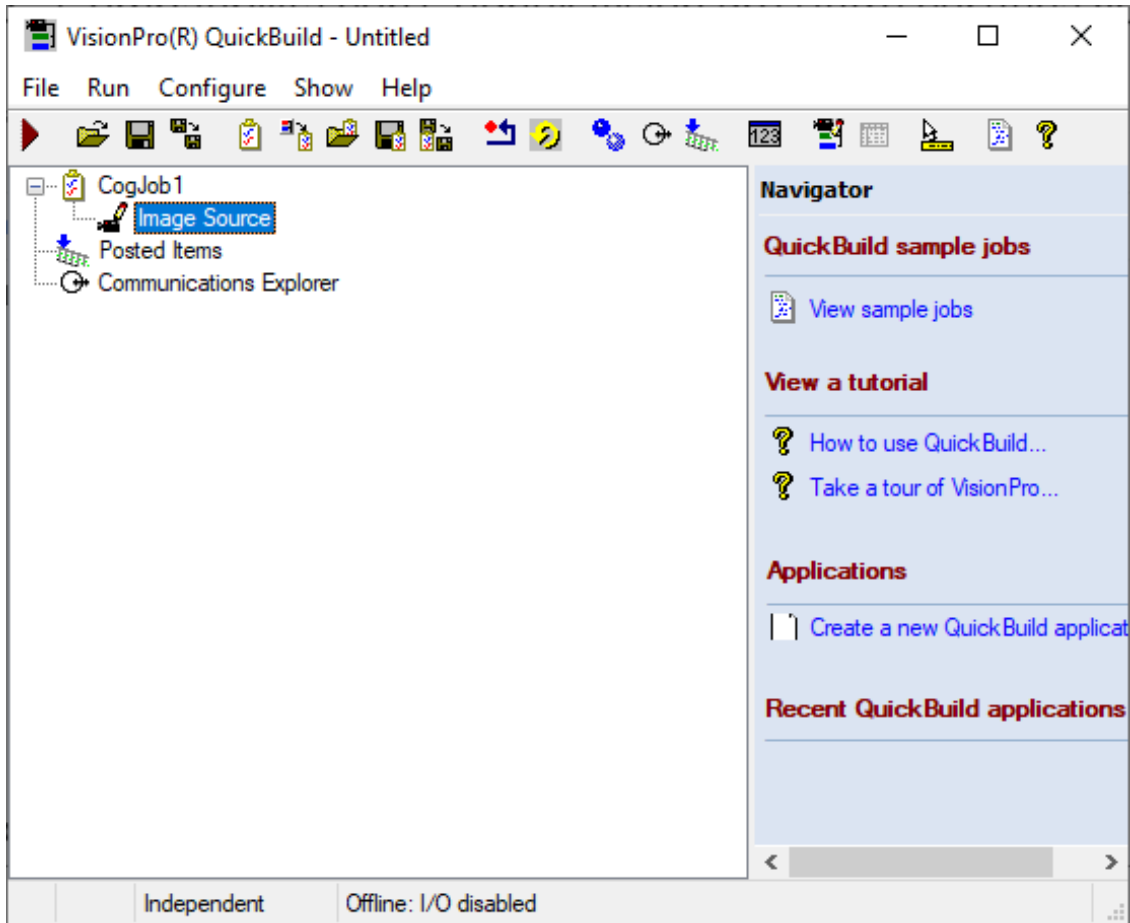 VisionPro(R) QuickBuild - Untitled
File Run Configure Show Help
123
CogJob1
Image Source
Posted Items
Communications Explorer
Navigator
QuickBuild sample jobs
View sample jobs
View a tutorial
How to use QuickBuild...
Take a tour of VisionPro...
Applications
Create a new QuickBuild applicat
Recent QuickBuild applications
Independent Offline: I/O disabled